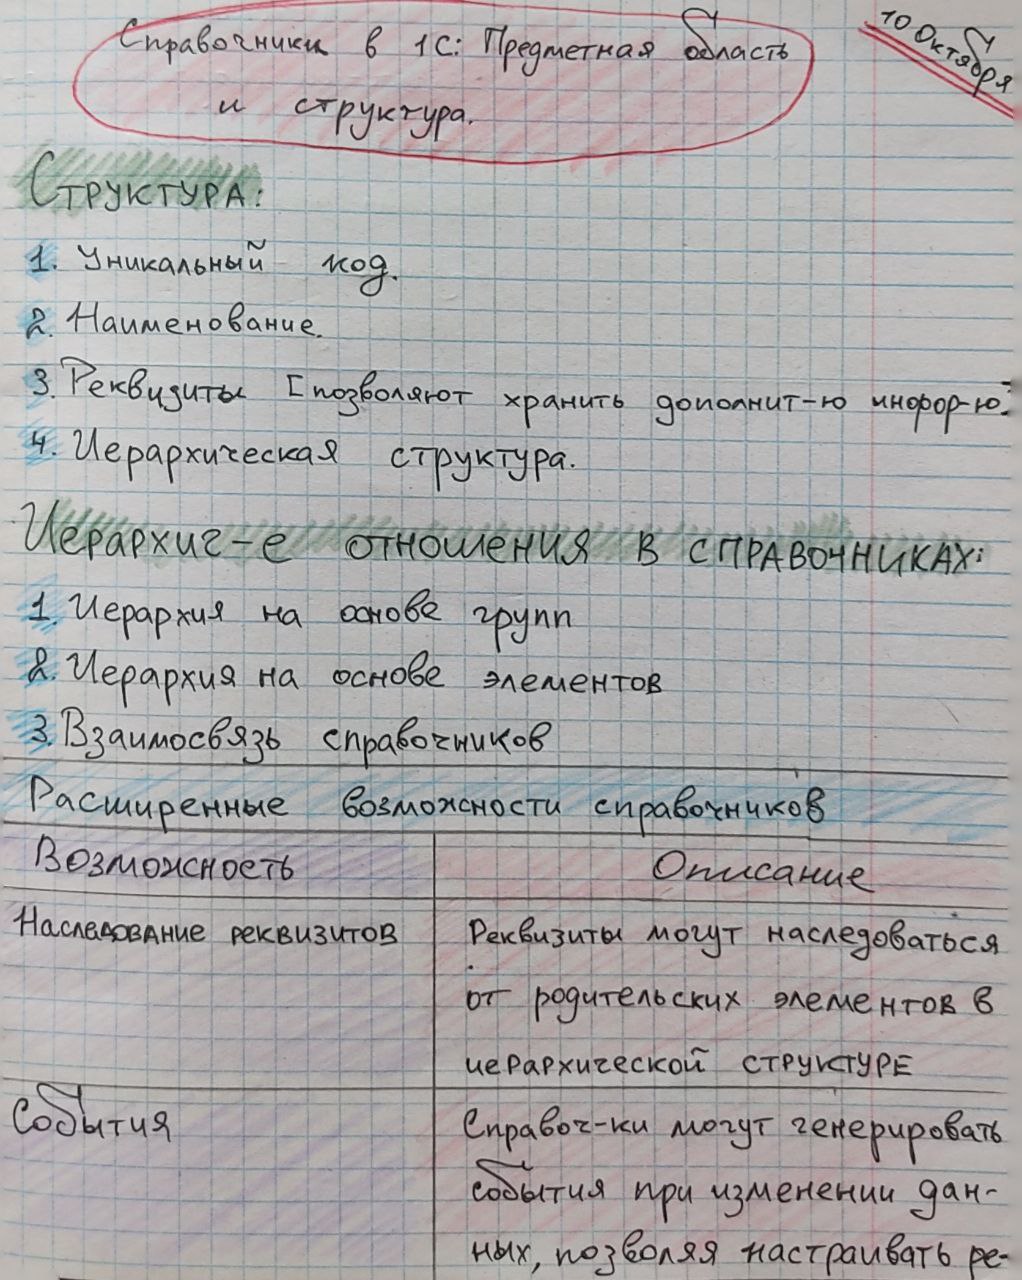 Справочники в 1С: Предметная область
10 Октября
и структура.
Структура:
1. Уникальный код.
2. Наименование.
3. Реквизиты [позволяют хранить дополнит-ю инфор-ю.]
4. Иерархическая структура.
Иерархич-е отношения в справочниках:
1. Иерархия на основе групп
2. Иерархия на основе элементов
3. Взаимосвязь справочников
Расширенные возможности справочников
Возможность
Описание
Наследование реквизитов
Реквизиты могут наследоваться
от родительских элементов в
иерархической структуре
События
Справоч-ки могут генерировать
события при изменении дан-
ных, позволяя настраивать ре-